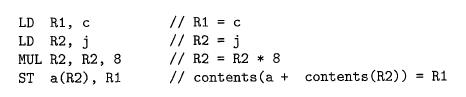 LD R1, c // R1 = c
LD R2, j // R2 = j
MUL R2, R2, 8 // R2 = R2 * 8
ST a(R2), R1 // contents(a + contents(R2)) = R1